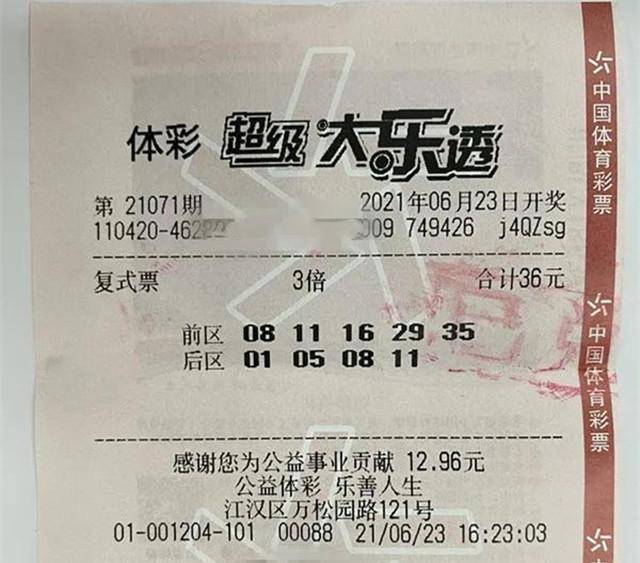 体彩 超级大乐透
第 21071期 2021年06月23日开奖
110420-46 009 749426 j4QZsg
复式票 3倍 合计36元
前区 08 11 16 29 35
后区 01 05 08 11
感谢您为公益事业贡献 12.96元
公益体彩 乐善人生
江汉区万松园路121号
01-001204-101 00088 21/06/23 16:23:03
中国体育彩票
中国体育彩票
中